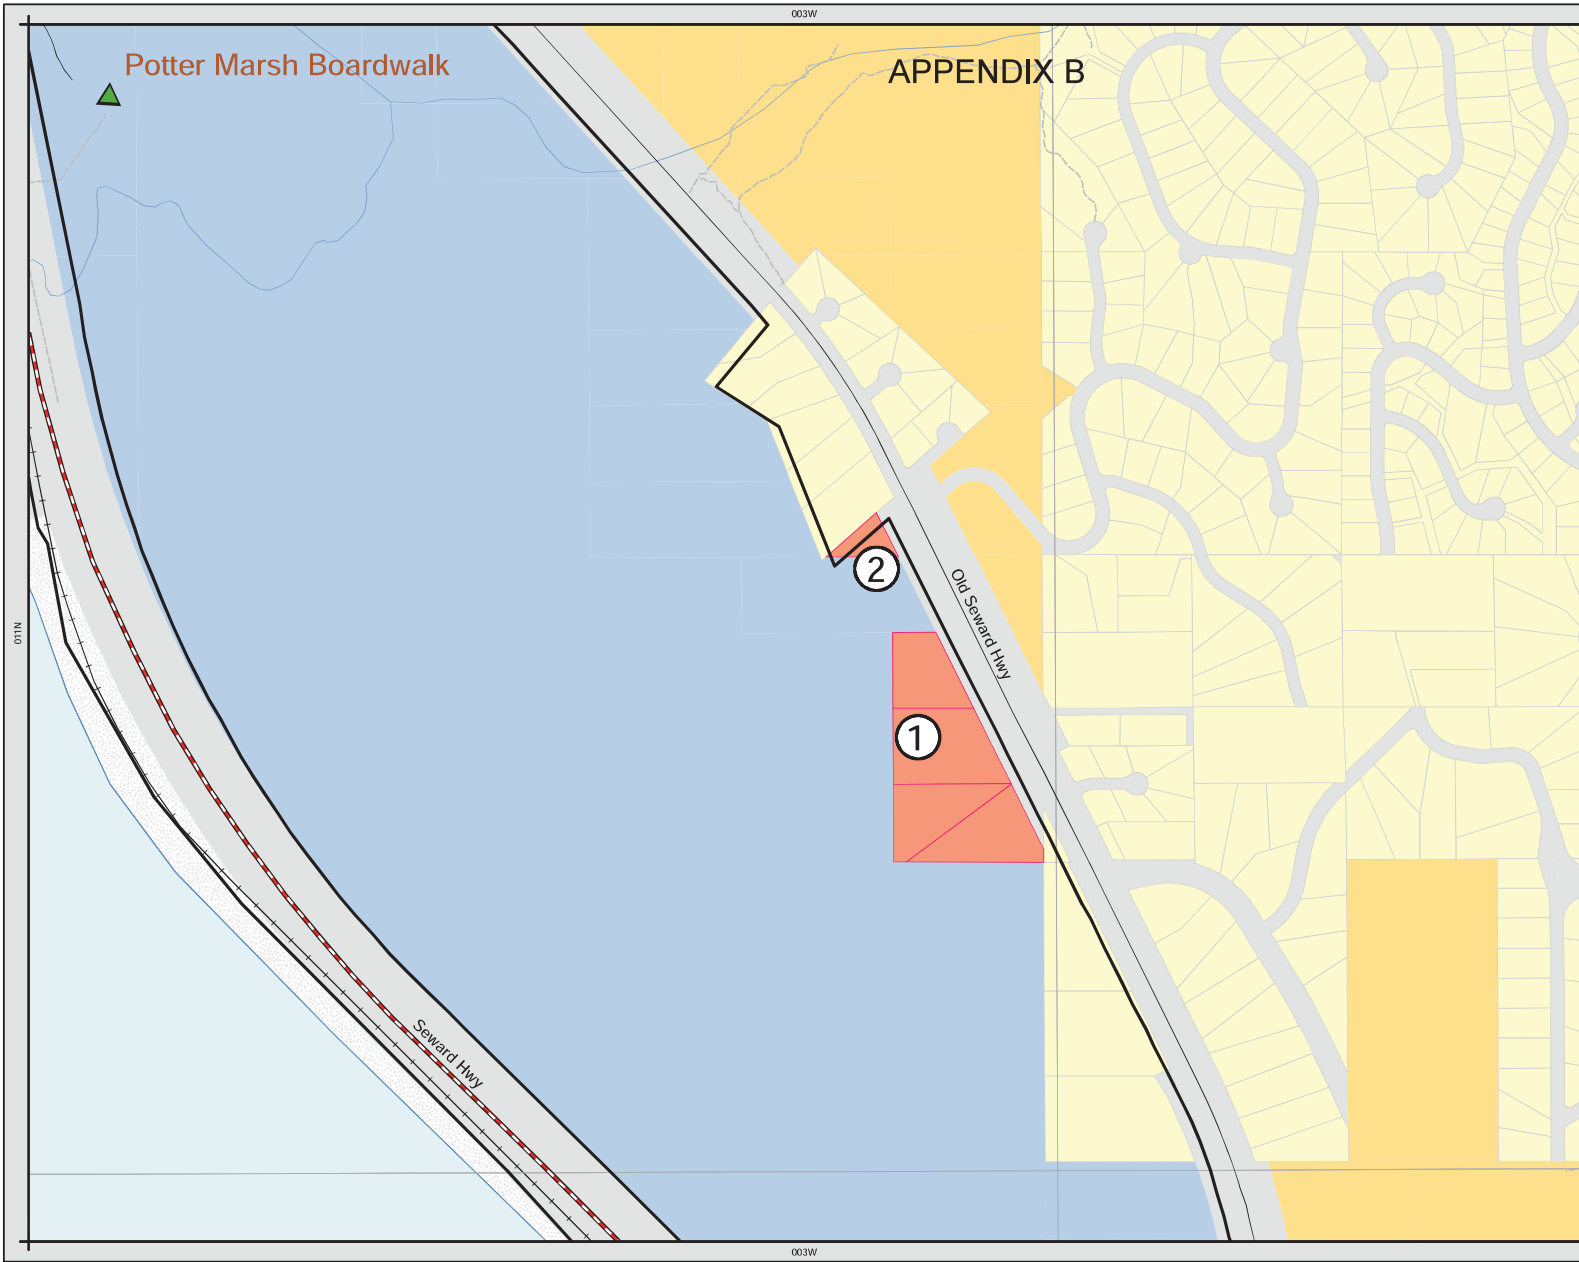 003W
Potter Marsh Boardwalk
APPENDIX B
2
Old Seward Hwy
011N
1
Seward Hwy
003W